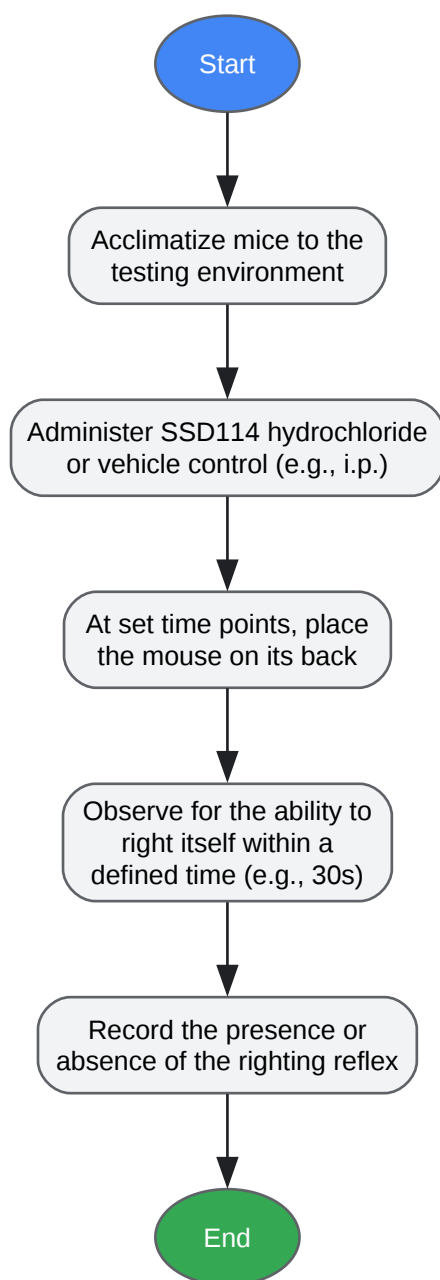 Start
Acclimatize mice to the
testing environment
Administer SSD114 hydrochloride
or vehicle control (e.g., i.p.)
At set time points, place
the mouse on its back
Observe for the ability to
right itself within a
defined time (e.g., 30s)
Record the presence or
absence of the righting reflex
End